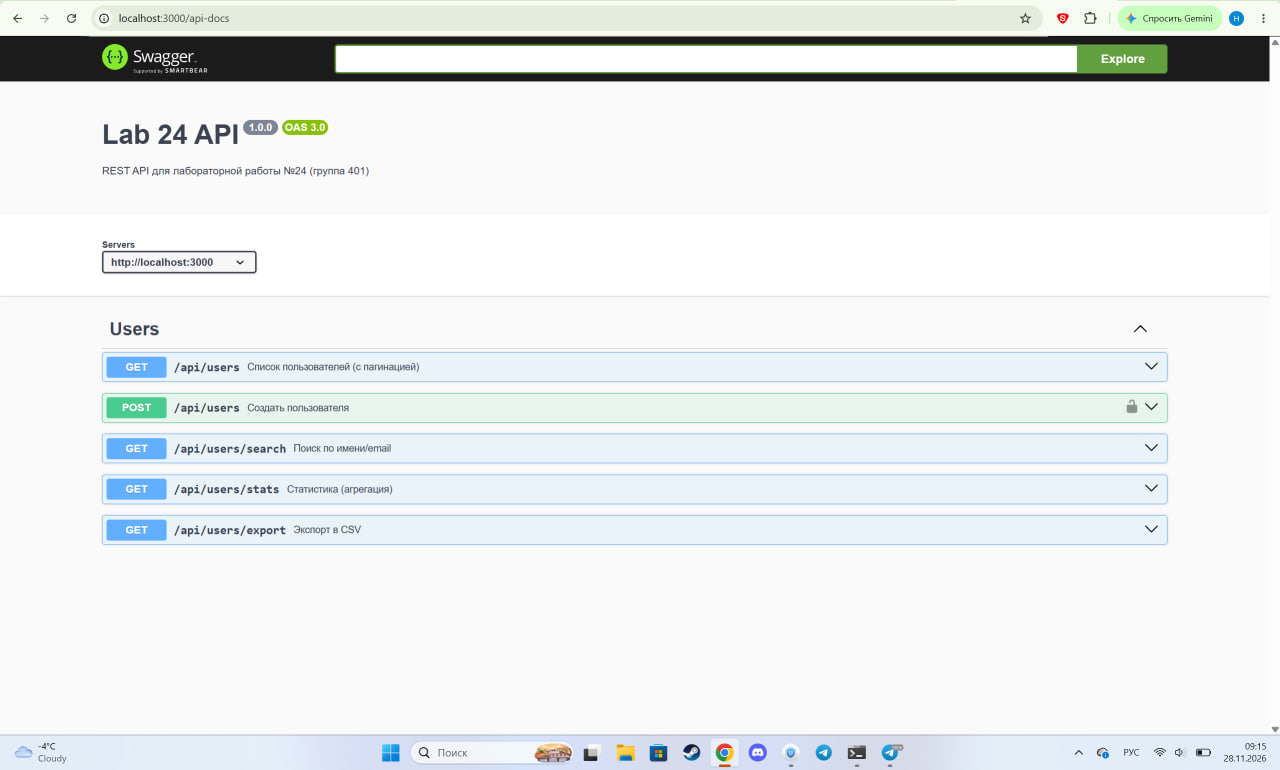 localhost:3000/api-docs
Спросить Gemini
H
Swagger.
Supported by SMARTBEAR
Explore
Lab 24 API 1.0.0 OAS 3.0
REST API для лабораторной работы №24 (группа 401)
Servers
http://localhost:3000
Users
GET /api/users Список пользователей (с пагинацией)
POST /api/users Создать пользователя
GET /api/users/search Поиск по имени/email
GET /api/users/stats Статистика (агрегация)
GET /api/users/export Экспорт в CSV
-4°C
Cloudy
Поиск
РУС
09:15
28.11.2026